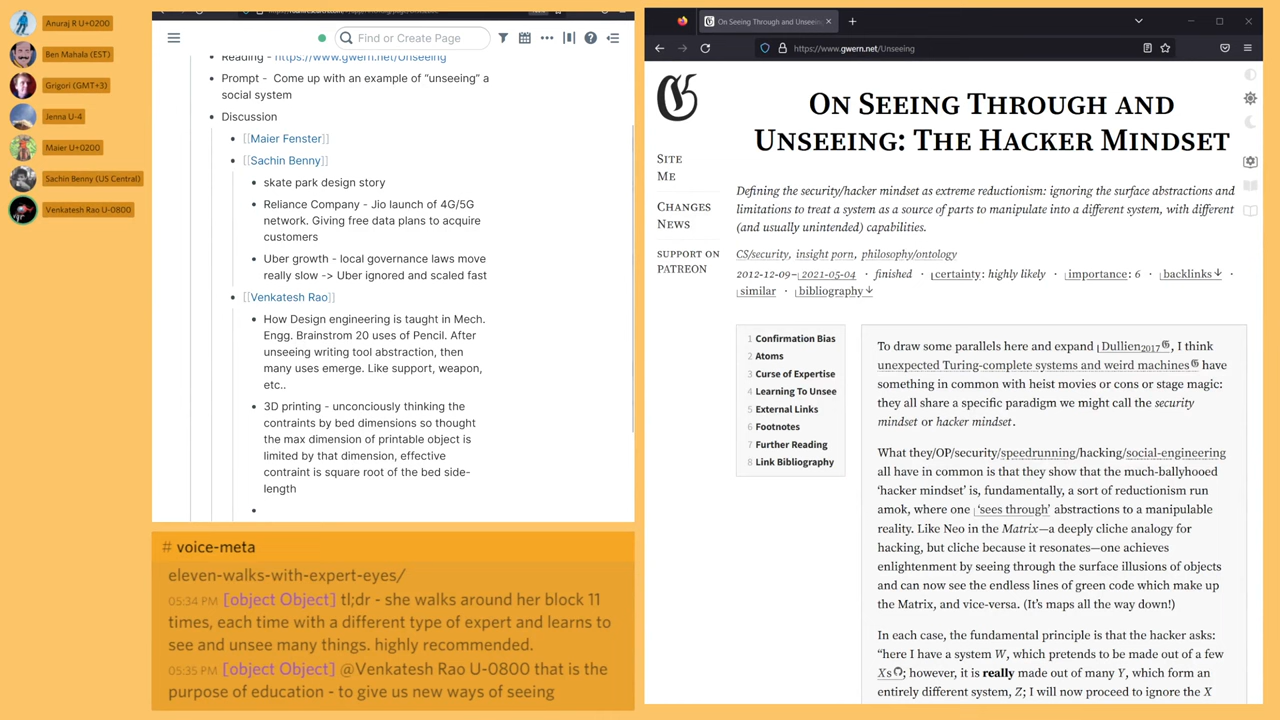 Anuraj R U+0200
Ben Mahala (EST)
Grigori (GMT+3)
Jenna U-4
Maier U+0200
Sachin Benny (US Central)
Venkatesh Rao U-0800
Find or Create Page
Reading - https://www.gwern.net/Unseeing
Prompt - Come up with an example of "unseeing" a
social system
Discussion
[[Maier Fenster]]
[[Sachin Benny]]
skate park design story
Reliance Company - Jio launch of 4G/5G
network. Giving free data plans to acquire
customers
Uber growth - local governance laws move
really slow -> Uber ignored and scaled fast
[[Venkatesh Rao]]
How Design engineering is taught in Mech.
Engg. Brainstrom 20 uses of Pencil. After
unseeing writing tool abstraction, then
many uses emerge. Like support, weapon,
etc..
3D printing - unconciously thinking the
contraints by bed dimensions so thought
the max dimension of printable object is
limited by that dimension, effective
contraint is square root of the bed side-
length
# voice-meta
eleven-walks-with-expert-eyes/
05:34 PM [object Object] tl;dr - she walks around her block 11
times, each time with a different type of expert and learns to
see and unsee many things. highly recommended.
05:35 PM [object Object] @Venkatesh Rao U-0800 that is the
purpose of education - to give us new ways of seeing
On Seeing Through and Unseein
https://www.gwern.net/Unseeing
On Seeing Through and
Unseeing: The Hacker Mindset
Site
Me
Changes
News
Support on
Patreon
Defining the security/hacker mindset as extreme reductionism: ignoring the surface abstractions and
limitations to treat a system as a source of parts to manipulate into a different system, with different
(and usually unintended) capabilities.
CS/security, insight porn, philosophy/ontology
2012-12-09–2021-05-04 · finished · certainty: highly likely · importance: 6 · backlinks ·
similar · bibliography
1 Confirmation Bias
2 Atoms
3 Curse of Expertise
4 Learning To Unsee
5 External Links
6 Footnotes
7 Further Reading
8 Link Bibliography
To draw some parallels here and expand Dullien 2017, I think
unexpected Turing-complete systems and weird machines have
something in common with heist movies or cons or stage magic:
they all share a specific paradigm we might call the security
mindset or hacker mindset.
What they/OP/security/speedrunning/hacking/social-engineering
all have in common is that they show that the much-ballyhooed
‘hacker mindset’ is, fundamentally, a sort of reductionism run
amok, where one ‘sees through’ abstractions to a manipulable
reality. Like Neo in the Matrix—a deeply cliche analogy for
hacking, but cliche because it resonates—one achieves
enlightenment by seeing through the surface illusions of objects
and can now see the endless lines of green code which make up
the Matrix, and vice-versa. (It’s maps all the way down!)
In each case, the fundamental principle is that the hacker asks:
“here I have a system W, which pretends to be made out of a few
Xs; however, it is really made out of many Y, which form an
entirely different system, Z; I will now proceed to ignore the X